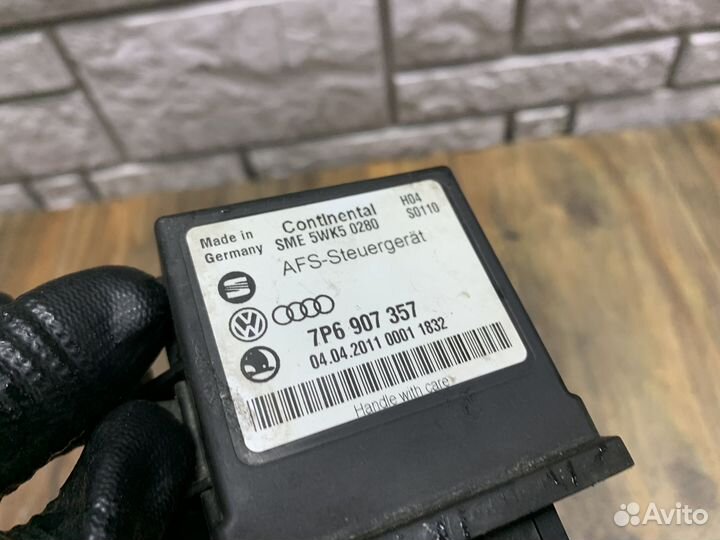 Made in
Germany
Continental
SME 5WK5 0280
H04
S0110
AFS-Steuergerät
7P6 907 357
04.04.2011 0001 1832
Handle with care
Avito